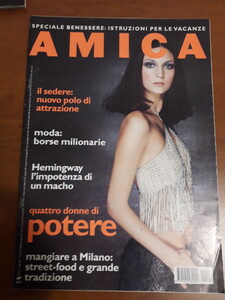 SPECIALE BENESSERE: ISTRUZIONI PER LE VACANZE
AMICA
il sedere:
nuovo polo di
attrazione
moda:
borse milionarie
Hemingway
l'impotenza di
un macho
quattro donne di
potere
mangiare a Milano:
street-food e grande
tradizione